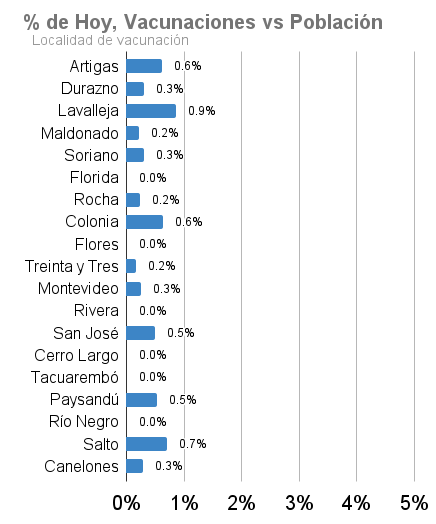 % de Hoy, Vacunaciones vs Población
Localidad de vacunación
Artigas 0.6%
Durazno 0.3%
Lavalleja 0.9%
Maldonado 0.2%
Soriano 0.3%
Florida 0.0%
Rocha 0.2%
Colonia 0.6%
Flores 0.0%
Treinta y Tres 0.2%
Montevideo 0.3%
Rivera 0.0%
San José 0.5%
Cerro Largo 0.0%
Tacuarembó 0.0%
Paysandú 0.5%
Río Negro 0.0%
Salto 0.7%
Canelones 0.3%
0% 1% 2% 3% 4% 5%